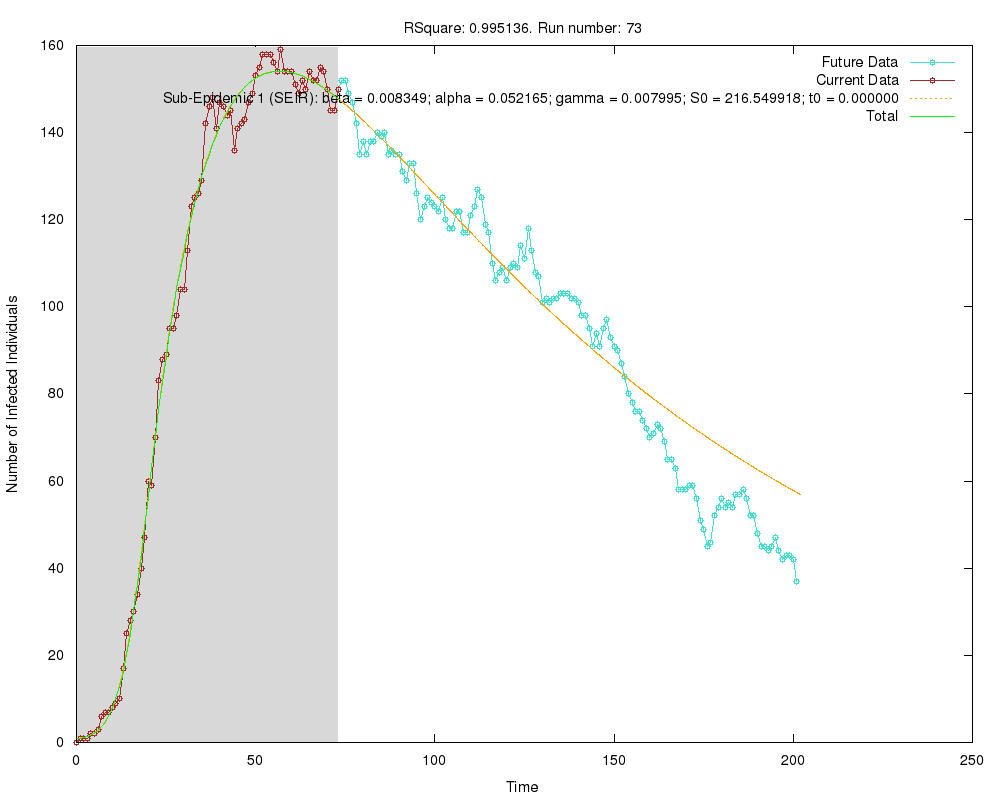 RSquare: 0.995136. Run number: 73
Future Data
Current Data
Sub-Epidemic 1 (SEIR): beta = 0.008349; alpha = 0.052165; gamma = 0.007995; S0 = 216.549918; t0 = 0.000000
Total
Number of Infected Individuals
160
140
120
100
80
60
40
20
0
0 50 100 150 200 250
Time